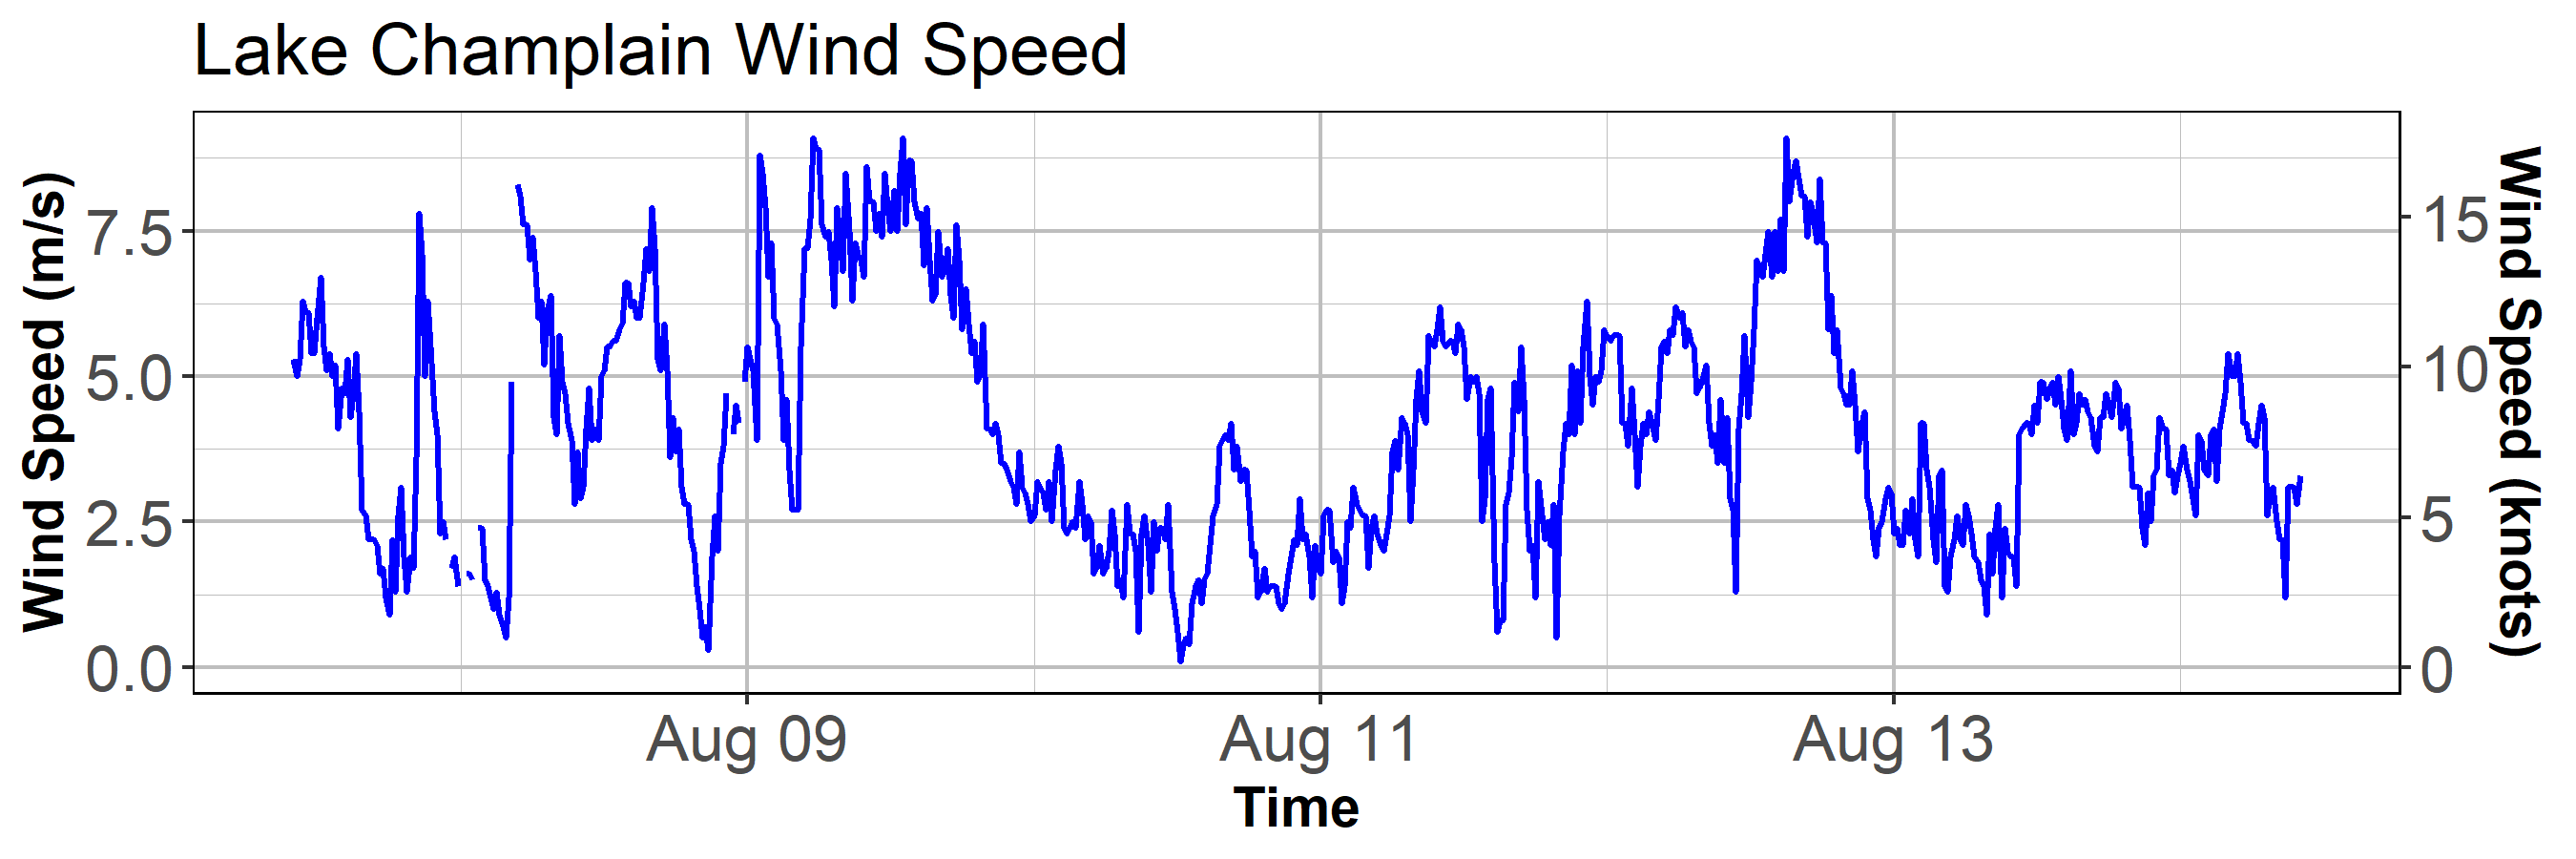 Lake Champlain Wind Speed
Wind Speed (m/s)
7.5
5.0
2.5
0.0
15
10
5
0
Wind Speed (knots)
Aug 09
Aug 11
Aug 13
Time